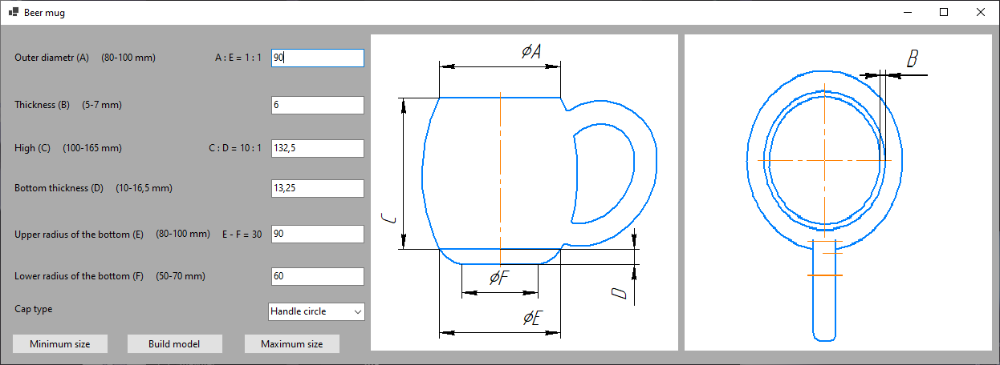 Beer mug
Outer diametr (A) (80-100 mm) A : E = 1 : 1 90
Thickness (B) (5-7 mm) 6
High (C) (100-165 mm) C : D = 10 : 1 132,5
Bottom thickness (D) (10-16,5 mm) 13,25
Upper radius of the bottom (E) (80-100 mm) E - F = 30 90
Lower radius of the bottom (F) (50-70 mm) 60
Cap type Handle circle
Minimum size Build model Maximum size
⌀A
C
⌀F
D
⌀E
B